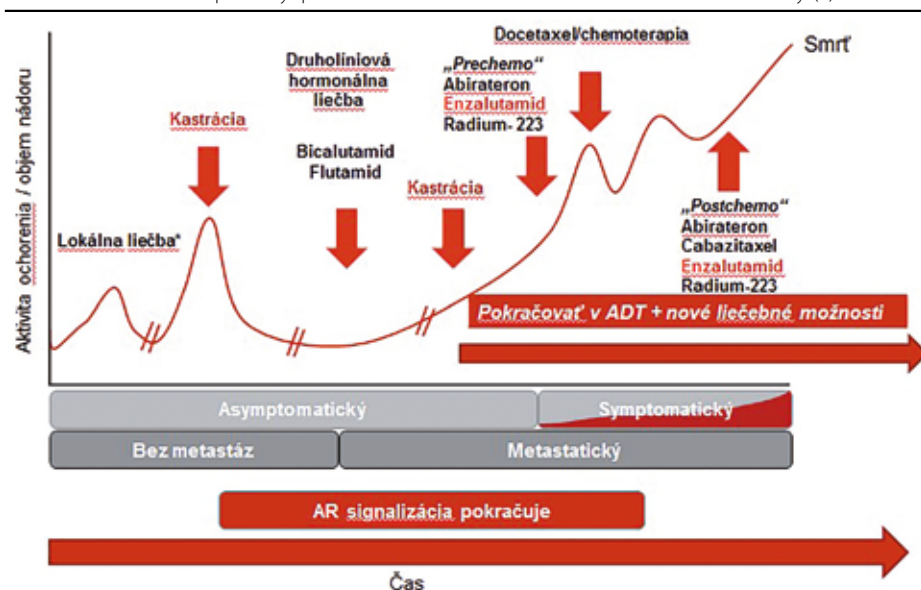 Docetaxel/chemoterapia
Smrť
Druholíniová
hormonálna
liečba
„Prechemo“
Abirateron
Enzalutamid
Radium- 223
Kastrácia
Bicalutamid
Flutamid
Kastrácia
Lokálna liečba*
„Postchemo“
Abirateron
Cabazitaxel
Enzalutamid
Radium-223
Aktivita ochorenia / objem nádoru
Pokračovať v ADT + nové liečebné možnosti
Asymptomatický
Symptomatický
Bez metastáz
Metastatický
AR signalizácia pokračuje
Čas